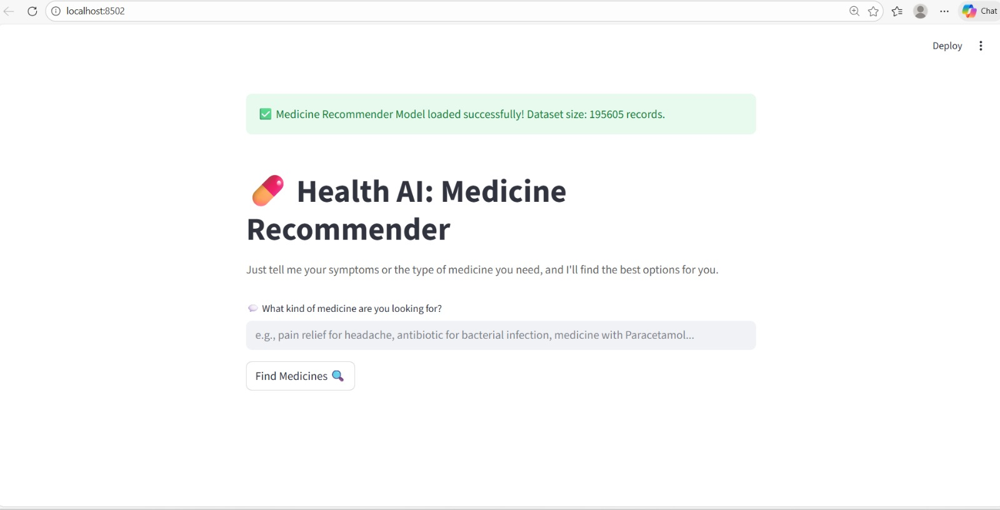 localhost:8502
Chat
Deploy
✅ Medicine Recommender Model loaded successfully! Dataset size: 195605 records.
💊 Health AI: Medicine
Recommender
Just tell me your symptoms or the type of medicine you need, and I'll find the best options for you.
💬 What kind of medicine are you looking for?
e.g., pain relief for headache, antibiotic for bacterial infection, medicine with Paracetamol...
Find Medicines 🔍